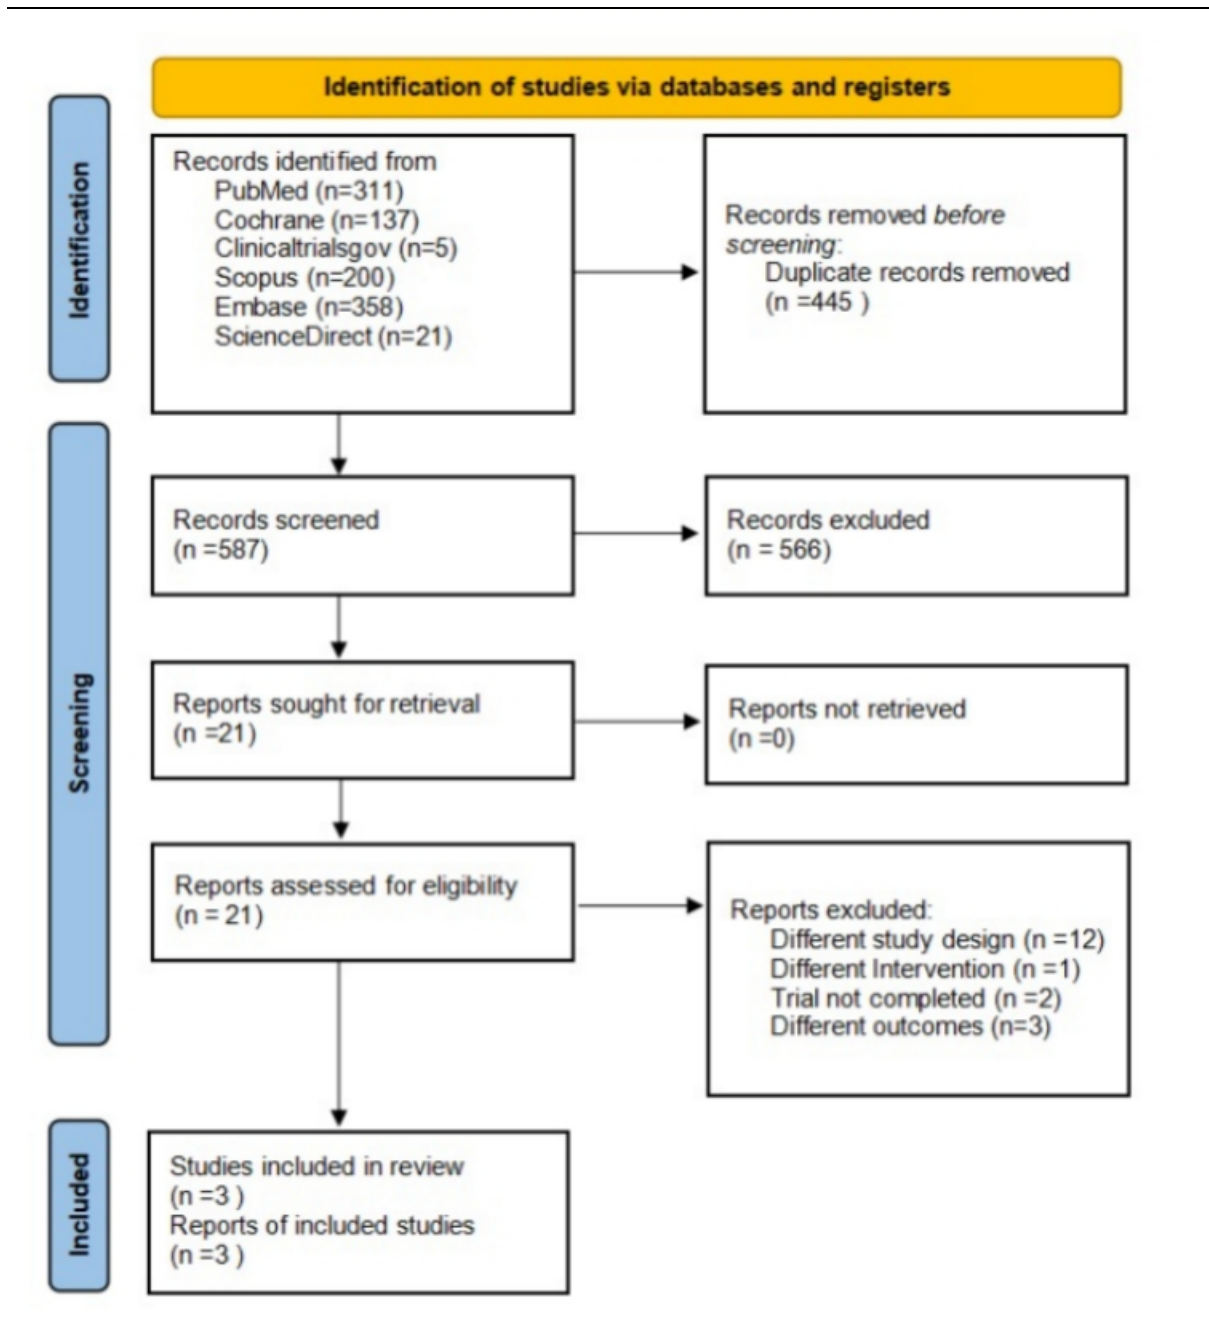 Identification of studies via databases and registers
Identification
Records identified from
PubMed (n=311)
Cochrane (n=137)
Clinicaltrialsgov (n=5)
Scopus (n=200)
Embase (n=358)
ScienceDirect (n=21)
Records removed before
screening:
Duplicate records removed
(n =445 )
Screening
Records screened
(n =587)
Records excluded
(n = 566)
Reports sought for retrieval
(n =21)
Reports not retrieved
(n =0)
Reports assessed for eligibility
(n = 21)
Reports excluded:
Different study design (n =12)
Different Intervention (n =1)
Trial not completed (n =2)
Different outcomes (n=3)
Included
Studies included in review
(n =3 )
Reports of included studies
(n =3 )